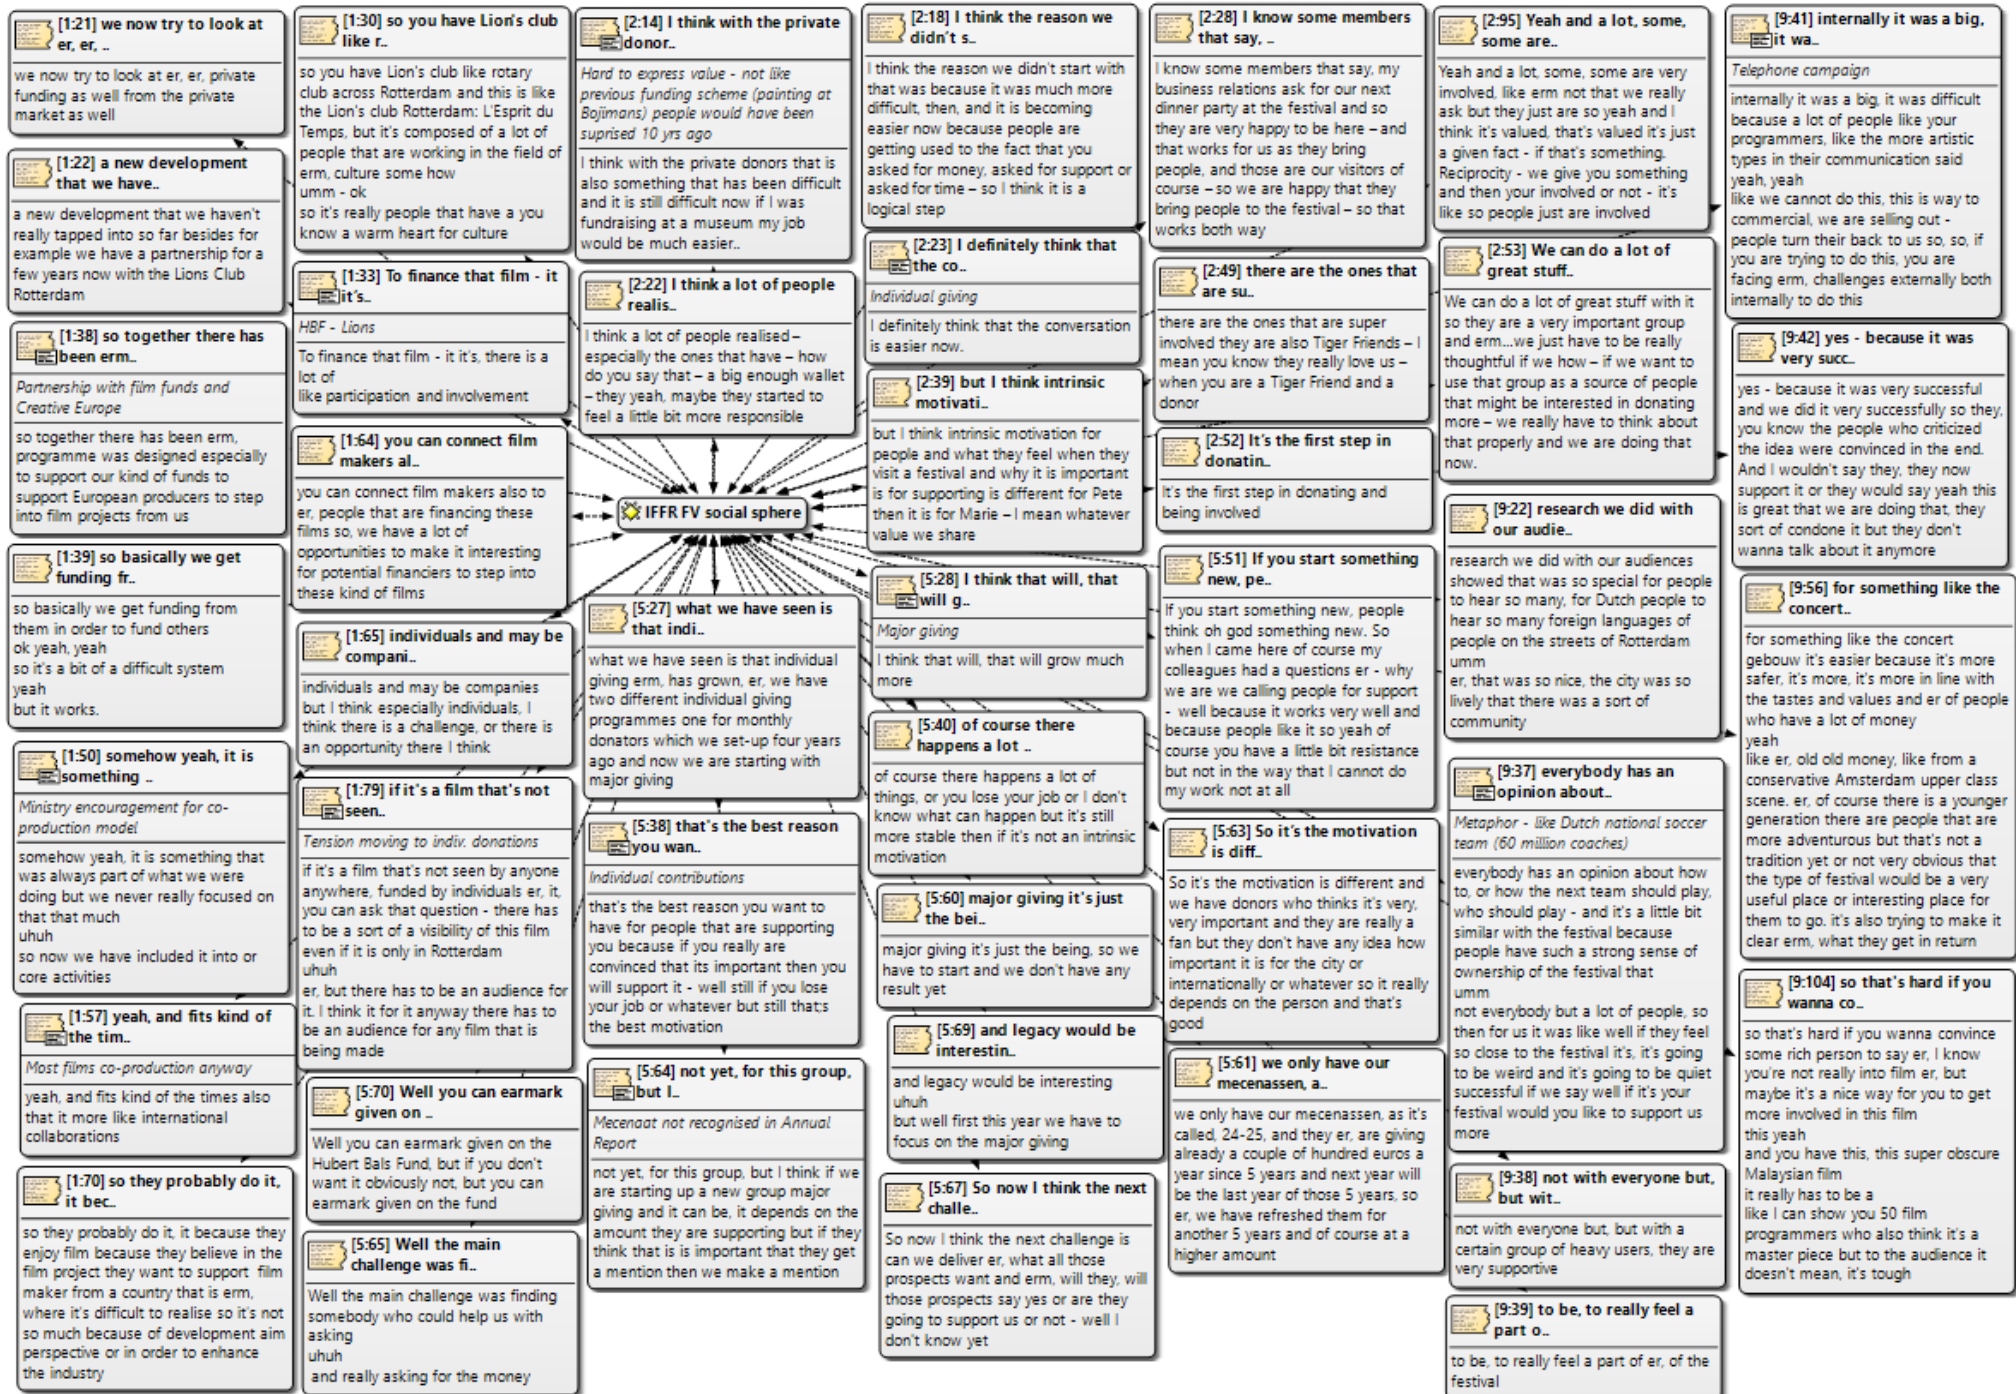 [1:21] we now try to look at
er, er, ..
we now try to look at er, er, private
funding as well from the private
market as well
[1:22] a new development
that we have..
a new development that we haven't
really tapped into so far besides for
example we have a partnership for a
few years now with the Lions Club
Rotterdam
[1:38] so together there has
been erm..
Partnership with film funds and
Creative Europe
so together there has been erm,
programme was designed especially
to support our kind of funds to
support European producers to step
into film projects from us
[1:39] so basically we get
funding fr..
so basically we get funding from
them in order to fund others
ok yeah, yeah
so it's a bit of a difficult system
yeah
but it works.
[1:50] somehow yeah, it is
something ..
Ministry encouragement for co-
production model
somehow yeah, it is something that
was always part of what we were
doing but we never really focused on
that that much
uhuh
so now we have included it into or
core activities
[1:57] yeah, and fits kind of
the tim..
Most films co-production anyway
yeah, and fits kind of the times also
that it more like international
collaborations
[1:70] so they probably do it,
it bec..
so they probably do it, it because they
enjoy film because they believe in the
film project they want to support film
maker from a country that is erm,
where it's difficult to realise so it's not
so much because of development aim
perspective or in order to enhance
the industry
[1:30] so you have Lion's club
like r..
so you have Lion's club like rotary
club across Rotterdam and this is like
the Lion's club Rotterdam: L'Esprit du
Temps, but it's composed of a lot of
people that are working in the field of
erm, culture some how
umm - ok
so it's really people that have a you
know a warm heart for culture
[1:33] To finance that film - it
it's..
HBF - Lions
To finance that film - it it's, there is a
lot of
like participation and involvement
[1:64] you can connect film
makers al..
you can connect film makers also to
er, people that are financing these
films so, we have a lot of
opportunities to make it interesting
for potential financiers to step into
these kind of films
[1:65] individuals and may be
compani..
individuals and may be companies
but I think especially individuals, I
think there is a challenge, or there is
an opportunity there I think
[1:79] if it's a film that's not
seen..
Tension moving to indiv. donations
if it's a film that's not seen by anyone
anywhere, funded by individuals er, it,
you can ask that question - there has
to be a sort of a visibility of this film
even if it is only in Rotterdam
uhuh
er, but there has to be an audience for
it. I think it for it anyway there has to
be an audience for any film that is
being made
[5:70] Well you can earmark
given on ..
Well you can earmark given on the
Hubert Bals Fund, but if you don't
want it obviously not, but you can
earmark given on the fund
[5:65] Well the main
challenge was fi..
Well the main challenge was finding
somebody who could help us with
asking
uhuh
and really asking for the money
[2:14] I think with the private
donor..
Hard to express value - not like
previous funding scheme (painting at
Bojimans) people would have been
suprised 10 yrs ago
I think with the private donors that is
also something that has been difficult
and it is still difficult now if I was
fundraising at a museum my job
would be much easier..
[2:22] I think a lot of people
realis..
I think a lot of people realised –
especially the ones that have – how
do you say that – a big enough wallet
– they yeah, maybe they started to
feel a little bit more responsible
IFFR FV social sphere
[5:27] what we have seen is
that indi..
what we have seen is that individual
giving erm, has grown, er, we have
two different individual giving
programmes one for monthly
donators which we set-up four years
ago and now we are starting with
major giving
[5:38] that's the best reason
you wan..
Individual contributions
that's the best reason you want to
have for people that are supporting
you because if you really are
convinced that its important then you
will support it - well still if you lose
your job or whatever but still that;s
the best motivation
[5:64] not yet, for this group,
but I..
Mecenaat not recognised in Annual
Report
not yet, for this group, but I think if we
are starting up a new group major
giving and it can be, it depends on the
amount they are supporting but if they
think that is is important that they get
a mention then we make a mention
[2:18] I think the reason we
didn't s..
I think the reason we didn't start with
that was because it was much more
difficult, then, and it is becoming
easier now because people are
getting used to the fact that you
asked for money, asked for support or
asked for time – so I think it is a
logical step
[2:23] I definitely think that
the co..
Individual giving
I definitely think that the conversation
is easier now.
[2:39] but I think intrinsic
motivati..
but I think intrinsic motivation for
people and what they feel when they
visit a festival and why it is important
is for supporting is different for Pete
then it is for Marie – I mean whatever
value we share
[5:28] I think that will, that
will g..
Major giving
I think that will, that will grow much
more
[5:40] of course there
happens a lot ..
of course there happens a lot of
things, or you lose your job or I don't
know what can happen but it's still
more stable then if it's not an intrinsic
motivation
[5:60] major giving it's just
the bei..
major giving it's just the being, so we
have to start and we don't have any
result yet
[5:69] and legacy would be
interestin..
and legacy would be interesting
uhuh
but well first this year we have to
focus on the major giving
[5:67] So now I think the next
challe..
So now I think the next challenge is
can we deliver er, what all those
prospects want and erm, will they, will
those prospects say yes or are they
going to support us or not - well I
don't know yet
[2:28] I know some members
that say, ..
I know some members that say, my
business relations ask for our next
dinner party at the festival and so
they are very happy to be here – and
that works for us as they bring
people, and those are our visitors of
course – so we are happy that they
bring people to the festival – so that
works both way
[2:49] there are the ones that
are su..
there are the ones that are super
involved they are also Tiger Friends – I
mean you know they really love us –
when you are a Tiger Friend and a
donor
[2:52] It's the first step in
donatin..
It's the first step in donating and
being involved
[5:51] If you start something
new, pe..
If you start something new, people
think oh god something new. So
when I came here of course my
colleagues had a questions er - why
we are we calling people for support
- well because it works very well and
because people like it so yeah of
course you have a little bit resistance
but not in the way that I cannot do
my work not at all
[5:63] So it's the motivation
is diff..
So it's the motivation is different and
we have donors who thinks it's very,
very important and they are really a
fan but they don't have any idea how
important it is for the city or
internationally or whatever so it really
depends on the person and that's
good
[5:61] we only have our
mecenassen, a..
we only have our mecenassen, as it's
called, 24-25, and they er, are giving
already a couple of hundred euros a
year since 5 years and next year will
be the last year of those 5 years, so
er, we have refreshed them for
another 5 years and of course at a
higher amount
[2:95] Yeah and a lot, some,
some are..
Yeah and a lot, some, some are very
involved, like erm not that we really
ask but they just are so yeah and I
think it's valued, that's valued it's just
a given fact - if that's something.
Reciprocity - we give you something
and then your involved or not - it's
like so people just are involved
[2:53] We can do a lot of
great stuff..
We can do a lot of great stuff with it
so they are a very important group
and erm...we just have to be really
thoughtful if we how – if we want to
use that group as a source of people
that might be interested in donating
more – we really have to think about
that properly and we are doing that
now.
[9:22] research we did with
our audie..
research we did with our audiences
showed that was so special for people
to hear so many, for Dutch people to
hear so many foreign languages of
people on the streets of Rotterdam
umm
er, that was so nice, the city was so
lively that there was a sort of
community
[9:37] everybody has an
opinion about..
Metaphor - like Dutch national soccer
team (60 million coaches)
everybody has an opinion about how
to, or how the next team should play,
who should play - and it's a little bit
similar with the festival because
people have such a strong sense of
ownership of the festival that
umm
not everybody but a lot of people, so
then for us it was like well if they feel
so close to the festival it's, it's going
to be weird and it's going to be quiet
successful if we say well if it's your
festival would you like to support us
more
[9:38] not with everyone but,
but wit..
not with everyone but, but with a
certain group of heavy users, they are
very supportive
[9:39] to be, to really feel a
part o..
to be, to really feel a part of er, of the
festival
[9:41] internally it was a big,
it wa..
Telephone campaign
internally it was a big, it was difficult
because a lot of people like your
programmers, like the more artistic
types in their communication said
yeah, yeah
like we cannot do this, this is way to
commercial, we are selling out -
people turn their back to us so, so, if
you are trying to do this, you are
facing erm, challenges externally both
internally to do this
[9:42] yes - because it was
very succ..
yes - because it was very successful
and we did it very successfully so they,
you know the people who criticized
the idea were convinced in the end.
And I wouldn't say they, they now
support it or they would say yeah this
is great that we are doing that, they
sort of condone it but they don't
wanna talk about it anymore
[9:56] for something like the
concert..
for something like the concert
gebouw it's easier because it's more
safer, it's more, it's more in line with
the tastes and values and er of people
who have a lot of money
yeah
like er, old old money, like from a
conservative Amsterdam upper class
scene. er, of course there is a younger
generation there are people that are
more adventurous but that's not a
tradition yet or not very obvious that
the type of festival would be a very
useful place or interesting place for
them to go. it's also trying to make it
clear erm, what they get in return
[9:104] so that's hard if you
wanna co..
so that's hard if you wanna convince
some rich person to say er, I know
you're not really into film er, but
maybe it's a nice way for you to get
more involved in this film
this yeah
and you have this, this super obscure
Malaysian film
it really has to be a
like I can show you 50 film
programmers who also think it's a
master piece but to the audience it
doesn't mean, it's tough